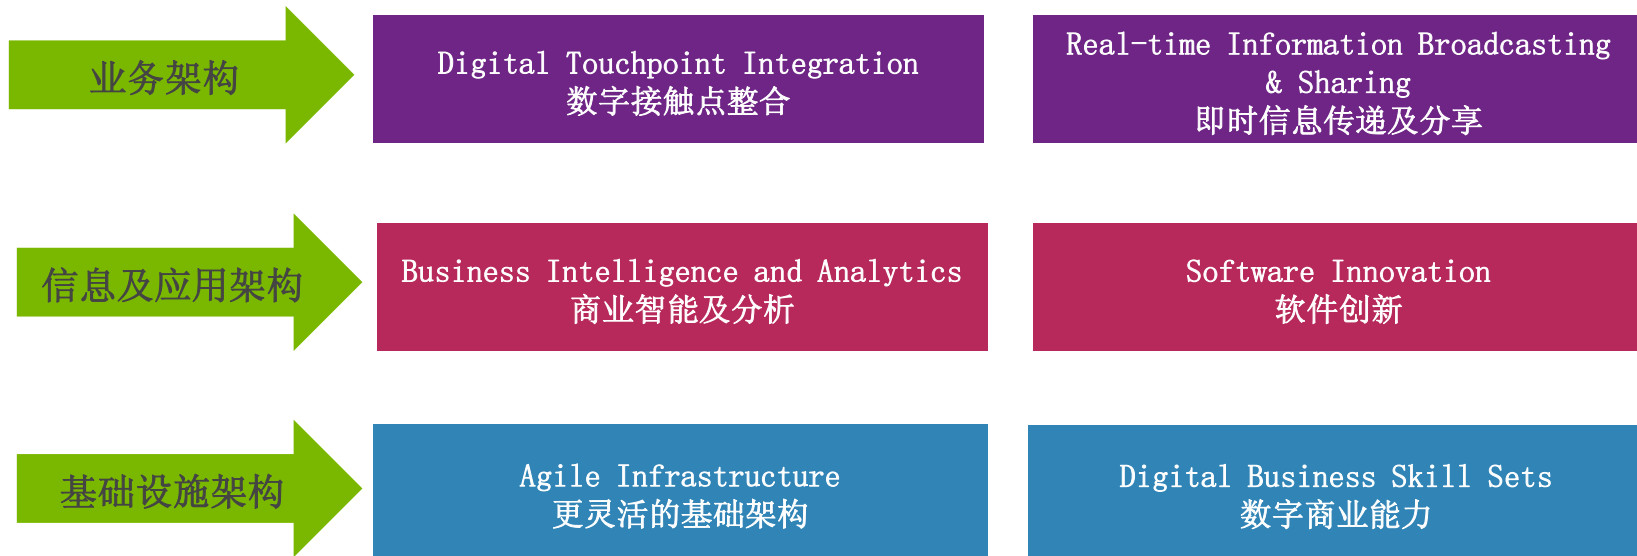 业务架构
Digital Touchpoint Integration
数字接触点整合
Real-time Information Broadcasting
& Sharing
即时信息传递及分享
信息及应用架构
Business Intelligence and Analytics
商业智能及分析
Software Innovation
软件创新
基础设施架构
Agile Infrastructure
更灵活的基础架构
Digital Business Skill Sets
数字商业能力